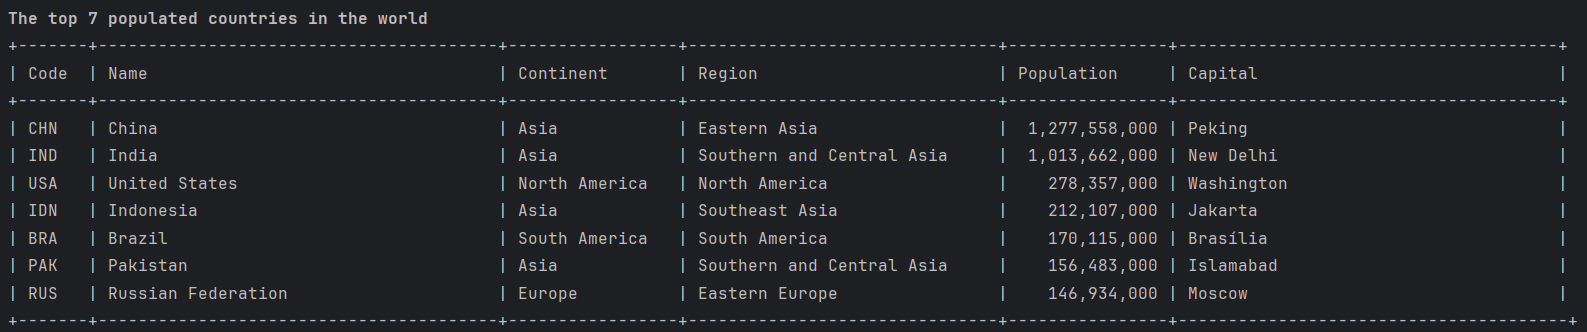 The top 7 populated countries in the world
+-------+----------------------------------------+-----------------+-------------------------------+----------------+--------------------------------------+
| Code  | Name                                   | Continent       | Region                        | Population     | Capital                              |
+-------+----------------------------------------+-----------------+-------------------------------+----------------+--------------------------------------+
| CHN   | China                                  | Asia            | Eastern Asia                  |  1,277,558,000 | Peking                               |
| IND   | India                                  | Asia            | Southern and Central Asia     |  1,013,662,000 | New Delhi                            |
| USA   | United States                          | North America   | North America                 |    278,357,000 | Washington                           |
| IDN   | Indonesia                              | Asia            | Southeast Asia                |    212,107,000 | Jakarta                              |
| BRA   | Brazil                                 | South America   | South America                 |    170,115,000 | Brasília                             |
| PAK   | Pakistan                               | Asia            | Southern and Central Asia     |    156,483,000 | Islamabad                            |
| RUS   | Russian Federation                     | Europe          | Eastern Europe                |    146,934,000 | Moscow                               |
+-------+----------------------------------------+-----------------+-------------------------------+----------------+---------------------------------------+